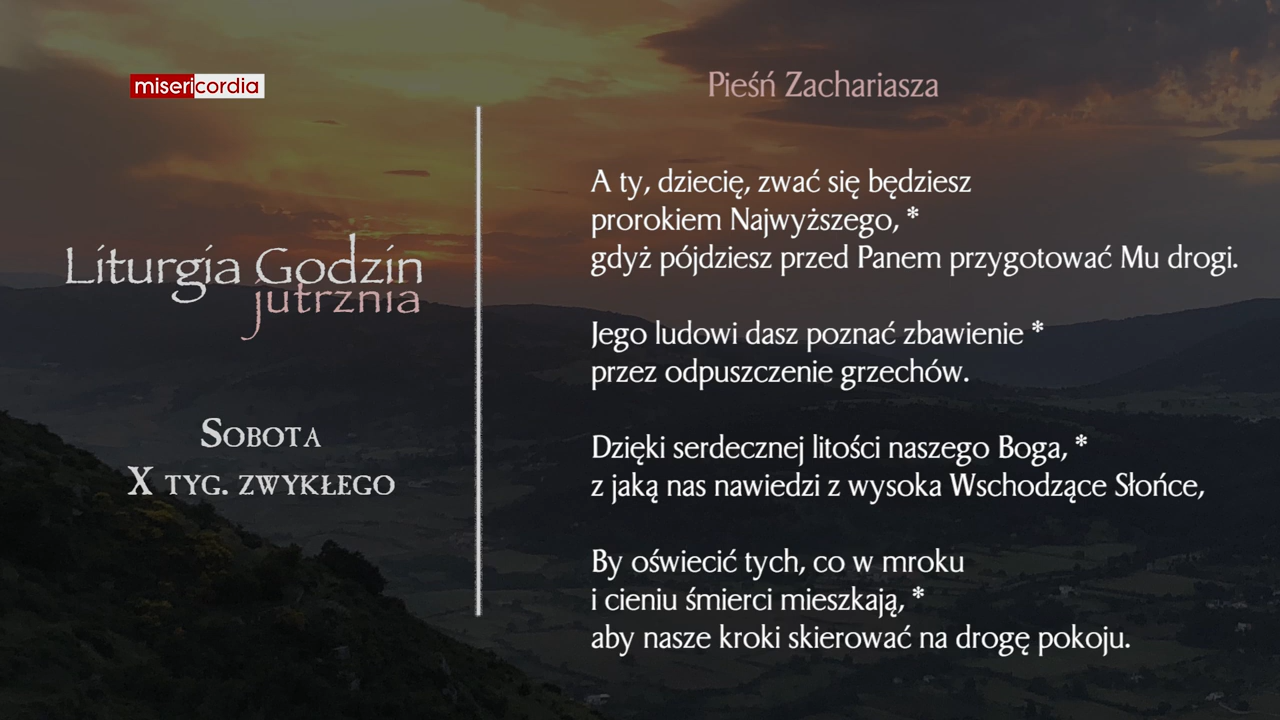 misericordia
Liturgia Godzin
jutrznia
Sobota
X tyg. zwykłego
Pieśń Zachariasza
A ty, dziecię, zwać się będziesz
prorokiem Najwyższego, *
gdyż pójdziesz przed Panem przygotować Mu drogi.
Jego ludowi dasz poznać zbawienie *
przez odpuszczenie grzechów.
Dzięki serdecznej litości naszego Boga, *
z jaką nas nawiedzi z wysoka Wschodzące Słońce,
By oświecić tych, co w mroku
i cieniu śmierci mieszkają, *
aby nasze kroki skierować na drogę pokoju.